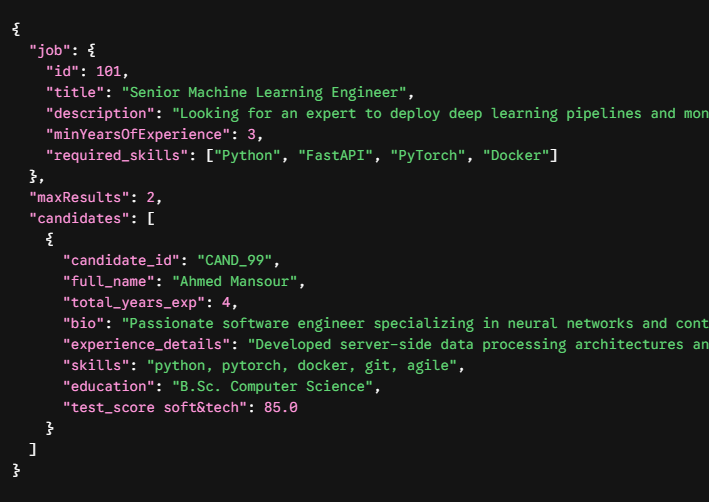 {
"job": {
"id": 101,
"title": "Senior Machine Learning Engineer",
"description": "Looking for an expert to deploy deep learning pipelines and mon
"minYearsOfExperience": 3,
"required_skills": ["Python", "FastAPI", "PyTorch", "Docker"]
},
"maxResults": 2,
"candidates": [
{
"candidate_id": "CAND_99",
"full_name": "Ahmed Mansour",
"total_years_exp": 4,
"bio": "Passionate software engineer specializing in neural networks and cont
"experience_details": "Developed server-side data processing architectures an
"skills": "python, pytorch, docker, git, agile",
"education": "B.Sc. Computer Science",
"test_score soft&tech": 85.0
}
]
}